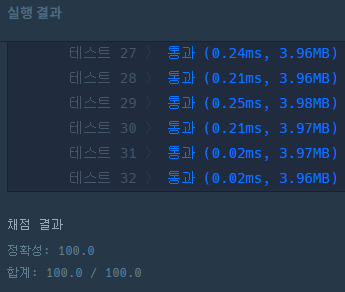 실행 결과
테스트 27 〉 통과 (0.24ms, 3.96MB)
테스트 28 〉 통과 (0.21ms, 3.96MB)
테스트 29 〉 통과 (0.25ms, 3.98MB)
테스트 30 〉 통과 (0.21ms, 3.97MB)
테스트 31 〉 통과 (0.02ms, 3.97MB)
테스트 32 〉 통과 (0.02ms, 3.96MB)
채점 결과
정확성: 100.0
합계: 100.0 / 100.0